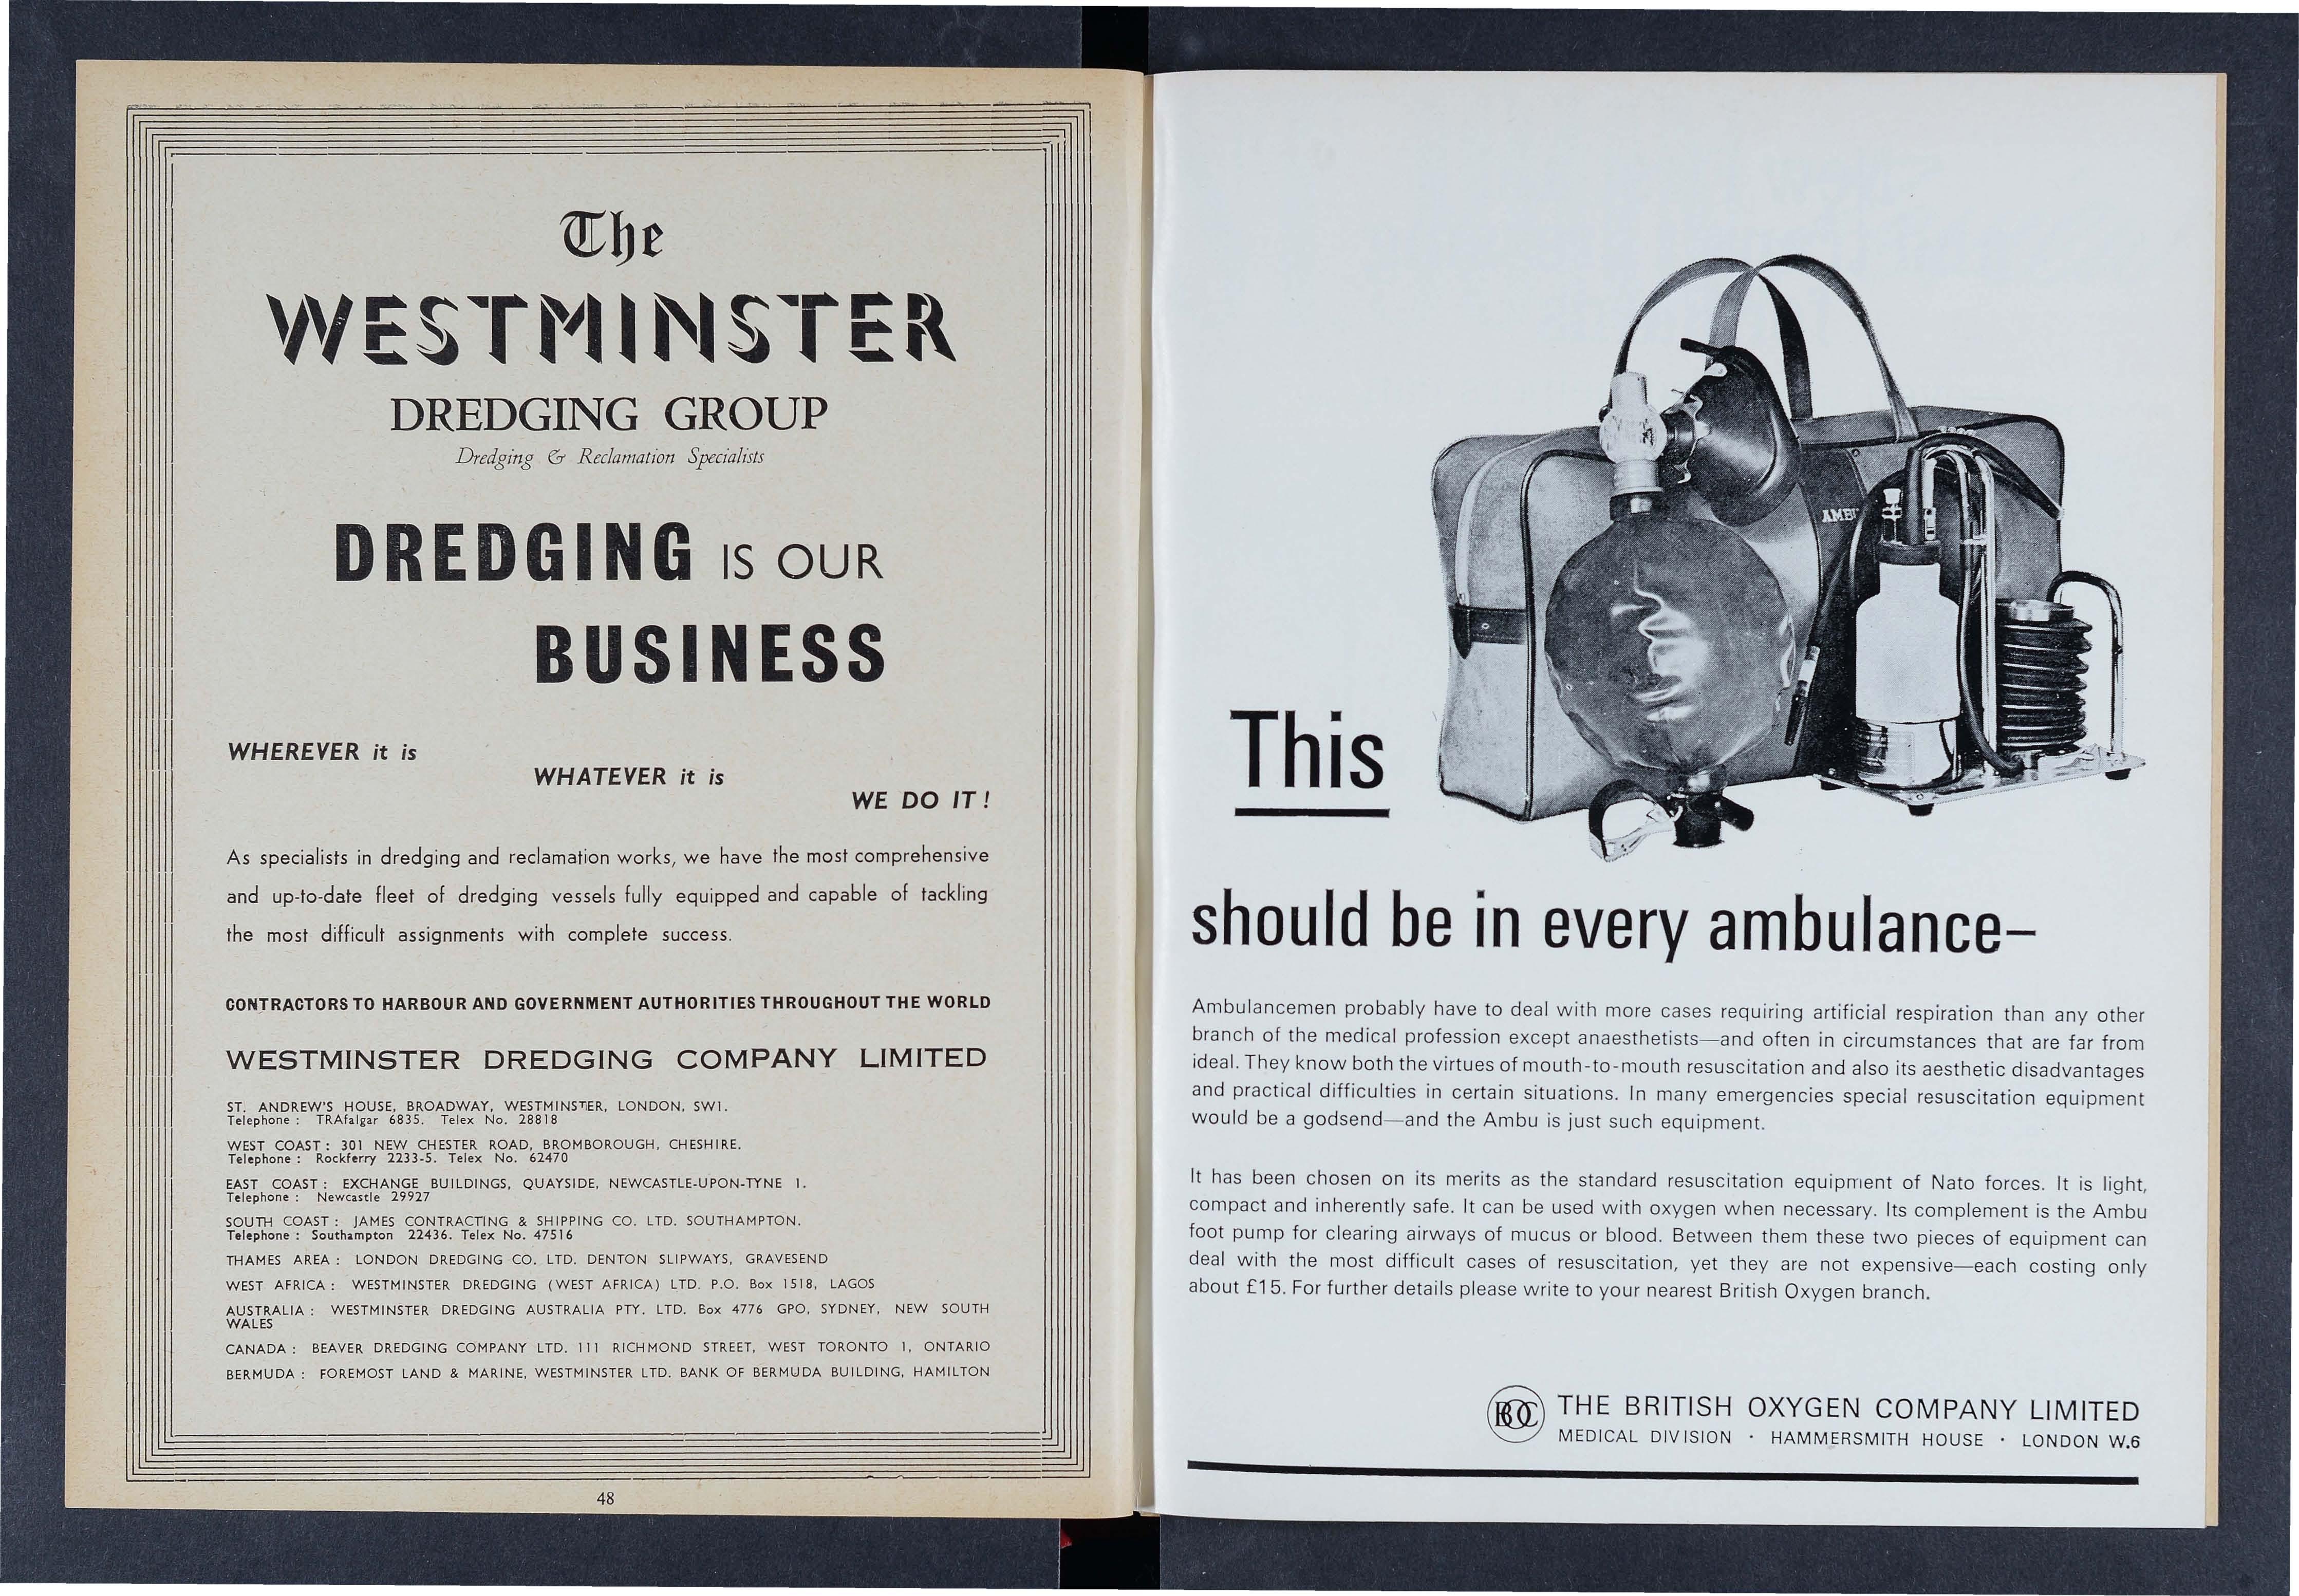 The
WESTMINSTER
DREDGING GROUP
Dredging & Reclamation Specialists
DREDGING IS OUR
BUSINESS
WHEREVER it is
WHATEVER it is
WE DO IT!
As specialists in dredging and reclamation works, we have the most comprehensive
and up-to-date fleet of dredging vessels fully equipped and capable of tackling
the most difficult assignments with complete success.
CONTRACTORS TO HARBOUR AND GOVERNMENT AUTHORITIES THROUGHOUT THE WORLD
WESTMINSTER DREDGING COMPANY LIMITED
ST. ANDREW'S HOUSE, BROADWAY, WESTMINSTER, LONDON, SW1.
Telephone : TRAfalgar 6835. Telex No. 28818
WEST COAST : 301 NEW CHESTER ROAD, BROMBOROUGH, CHESHIRE.
Telephone : Rockferry 2233-5. Telex No. 62470
EAST COAST : EXCHANGE BUILDINGS, QUAYSIDE, NEWCASTLE-UPON-TYNE 1.
Telephone : Newcastle 29927
SOUTH COAST : JAMES CONTRACTING & SHIPPING CO. LTD. SOUTHAMPTON.
Telephone : Southampton 22436. Telex No. 47516
THAMES AREA : LONDON DREDGING CO. LTD. DENTON SLIPWAYS, GRAVESEND
WEST AFRICA : WESTMINSTER DREDGING (WEST AFRICA) LTD. P.O. Box 1518, LAGOS
AUSTRALIA : WESTMINSTER DREDGING AUSTRALIA PTY. LTD. Box 4776 GPO, SYDNEY, NEW SOUTH
WALES
CANADA : BEAVER DREDGING COMPANY LTD. 111 RICHMOND STREET, WEST TORONTO 1, ONTARIO
BERMUDA : FOREMOST LAND & MARINE, WESTMINSTER LTD. BANK OF BERMUDA BUILDING, HAMILTON
48
AMBU
This
should be in every ambulance–
Ambulancemen probably have to deal with more cases requiring artificial respiration than any other
branch of the medical profession except anaesthetists—and often in circumstances that are far from
ideal. They know both the virtues of mouth-to-mouth resuscitation and also its aesthetic disadvantages
and practical difficulties in certain situations. In many emergencies special resuscitation equipment
would be a godsend—and the Ambu is just such equipment.
It has been chosen on its merits as the standard resuscitation equipment of Nato forces. It is light,
compact and inherently safe. It can be used with oxygen when necessary. Its complement is the Ambu
foot pump for clearing airways of mucus or blood. Between them these two pieces of equipment can
deal with the most difficult cases of resuscitation, yet they are not expensive—each costing only
about £15. For further details please write to your nearest British Oxygen branch.
BOC THE BRITISH OXYGEN COMPANY LIMITED
MEDICAL DIVISION · HAMMERSMITH HOUSE · LONDON W.6